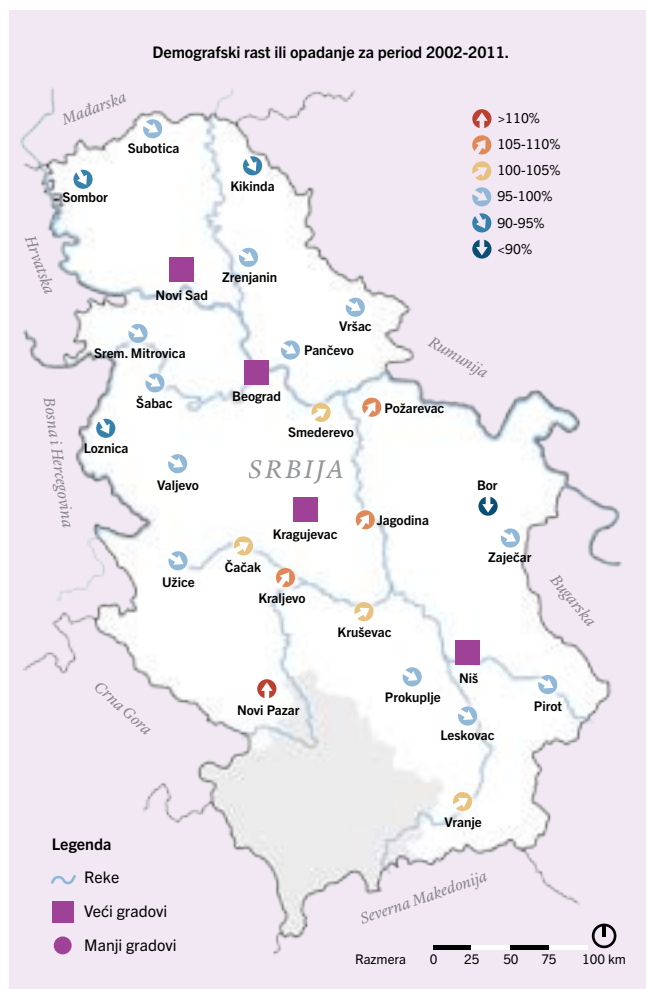 Demografski rast ili opadanje za period 2002-2011.
Mađarska
>110%
105-110%
100-105%
95-100%
90-95%
<90%
Subotica
Kikinda
Sombor
Hrvatska
Zrenjanin
Novi Sad
Vršac
Rumunija
Srem. Mitrovica
Pančevo
Beograd
Šabac
Požarevac
Smederevo
Bosna i Hercegovina
Loznica
SRBIJA
Valjevo
Bor
Kragujevac
Jagodina
Zaječar
Čačak
Užice
Kraljevo
Bugarska
Kruševac
Niš
Prokuplje
Pirot
Novi Pazar
Crna Gora
Leskovac
Vranje
Legenda
Reke
Veći gradovi
Manji gradovi
Severna Makedonija
Razmera 0 25 50 75 100 km